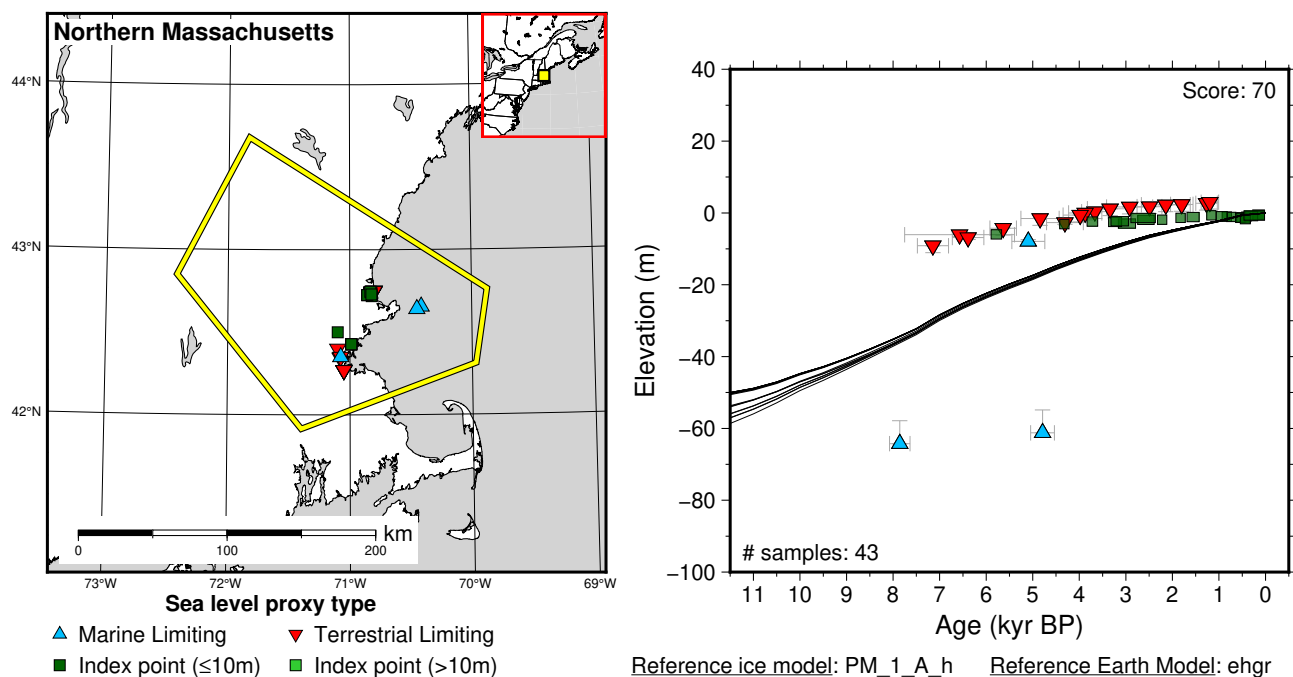 Northern Massachusetts
44°N
43°N
42°N
km
0 100 200
73°W 72°W 71°W 70°W 69°W
Sea level proxy type
Marine Limiting Terrestrial Limiting
Index point (≤10m) Index point (>10m)
Score: 70
40
20
0
−20
−40
−60
−80
−100
Elevation (m)
# samples: 43
11 10 9 8 7 6 5 4 3 2 1 0
Age (kyr BP)
Reference ice model: PM_1_A_h Reference Earth Model: ehgr